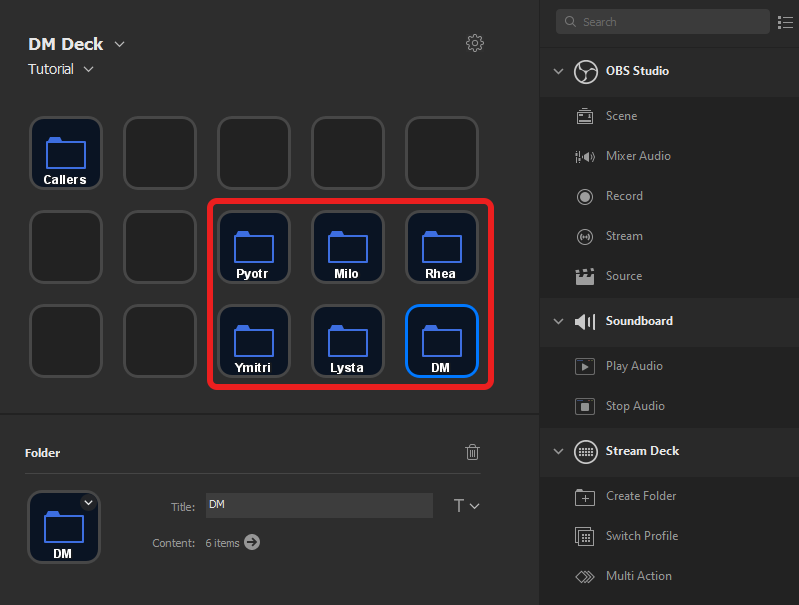 DM Deck
Tutorial
Callers
Pyotr
Milo
Rhea
Ymitri
Lysta
DM
Folder
DM
Title:
DM
T
Content:
6 items
Search
OBS Studio
Scene
Mixer Audio
Record
Stream
Source
Soundboard
Play Audio
Stop Audio
Stream Deck
Create Folder
Switch Profile
Multi Action